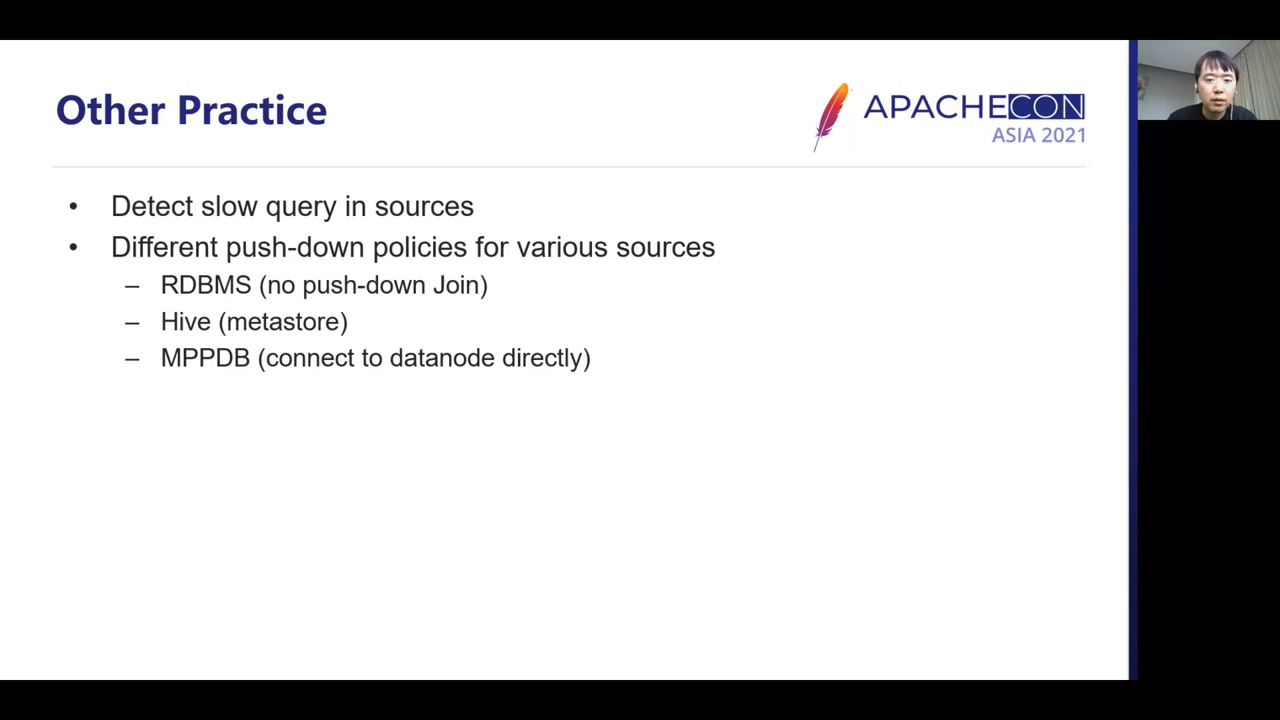 Other Practice
APACHECON
ASIA 2021
• Detect slow query in sources
• Different push-down policies for various sources
– RDBMS (no push-down Join)
– Hive (metastore)
– MPPDB (connect to datanode directly)